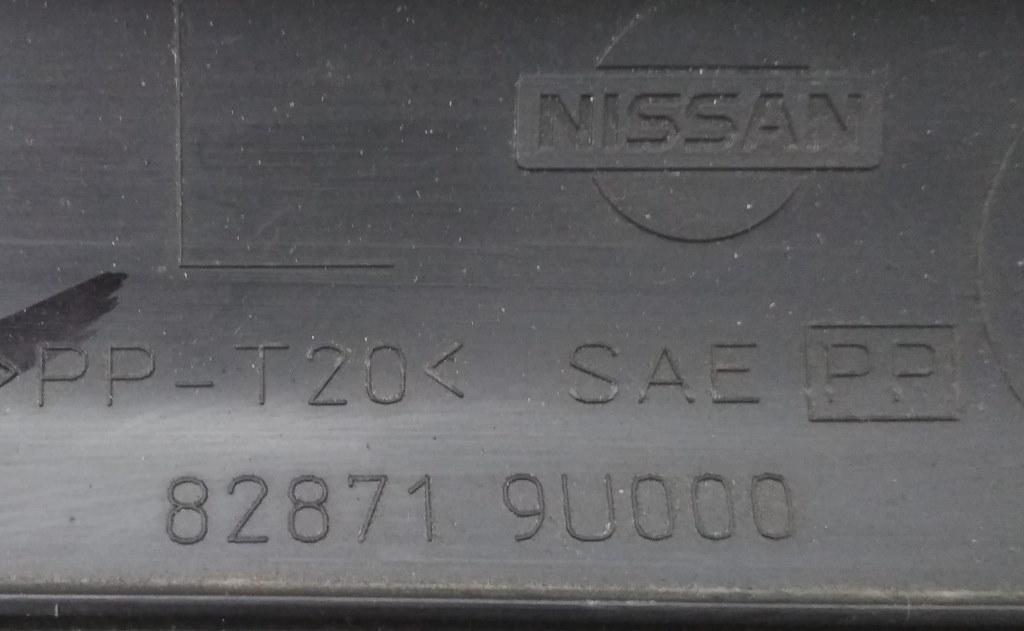 NISSAN
>PP-T20< SAE PP
82871 9U000